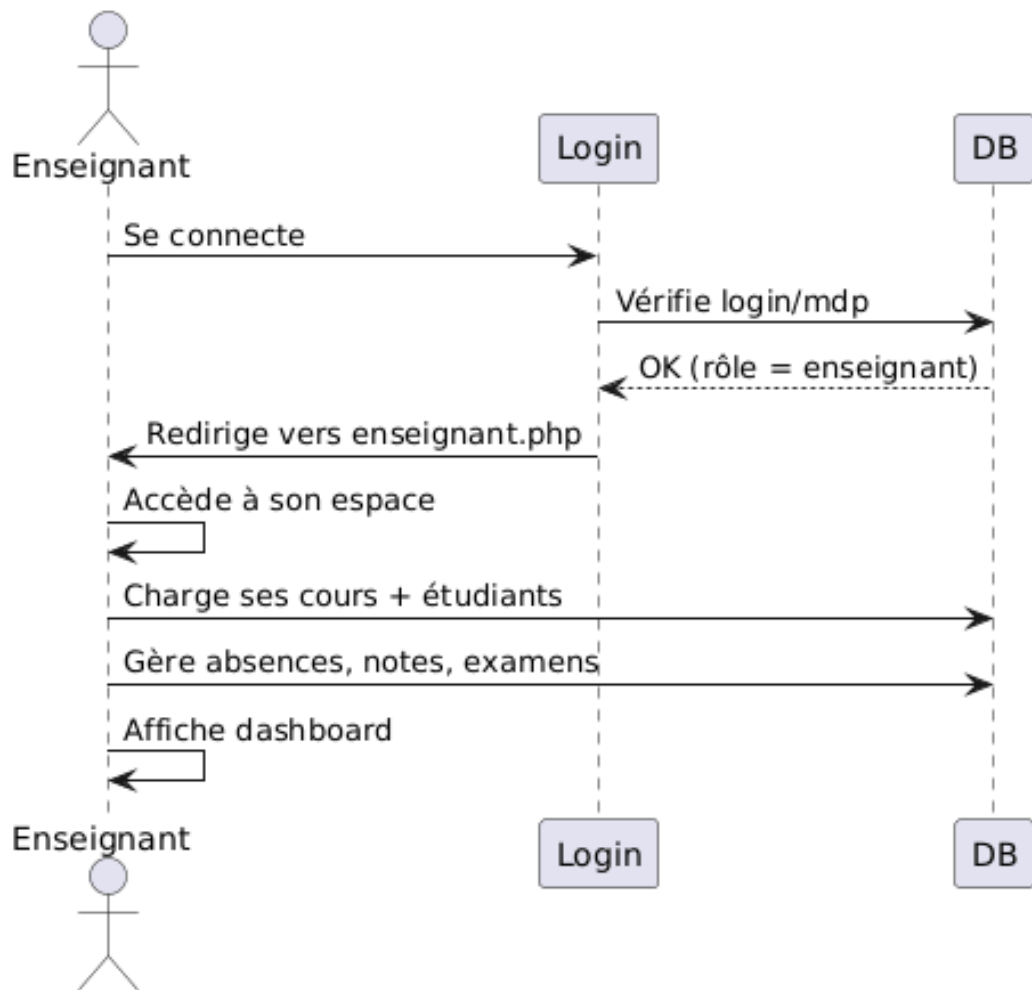 Enseignant
Login
DB
Se connecte
Vérifie login/mdp
OK (rôle = enseignant)
Redirige vers enseignant.php
Accède à son espace
Charge ses cours + étudiants
Gère absences, notes, examens
Affiche dashboard
Enseignant
Login
DB